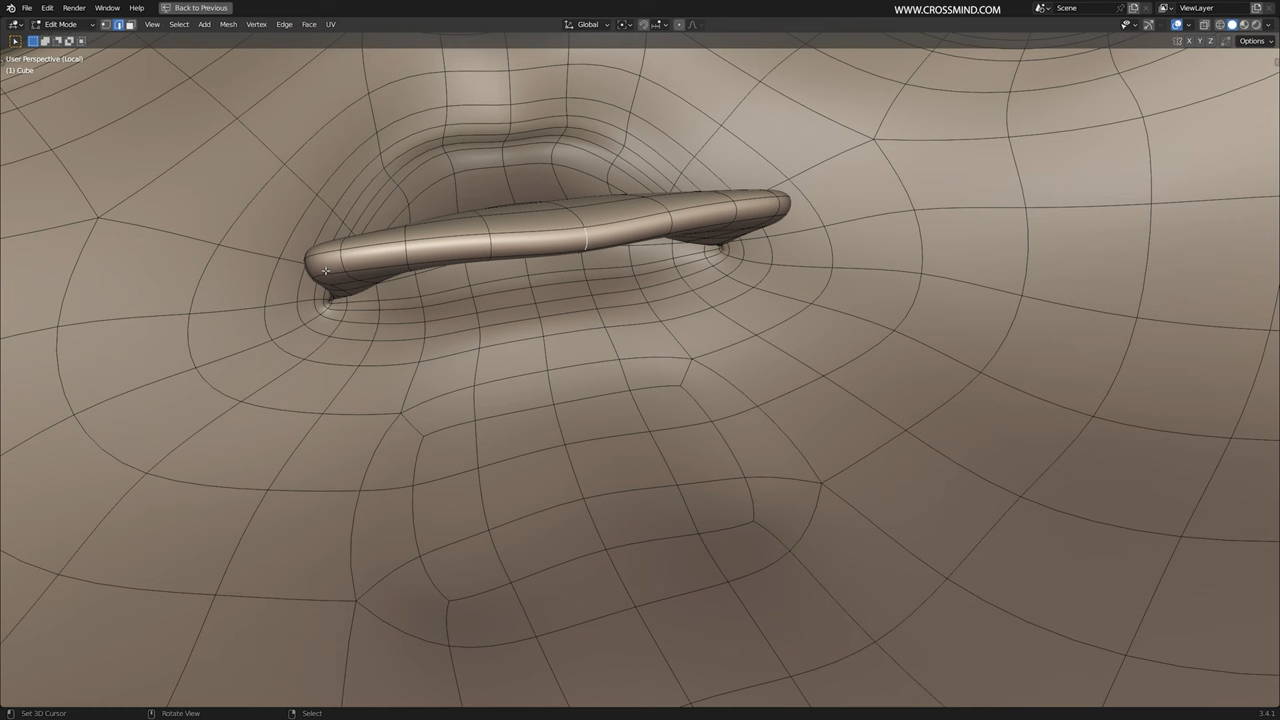 File Edit Render Window Help Back to Previous WWW.CROSSMIND.COM Scene ViewLayer
Edit Mode View Select Add Mesh Vertex Edge Face UV Global
X Y Z Options
User Perspective (Local)
(1) Cube
Set 3D Cursor Rotate View Select 3.4.1